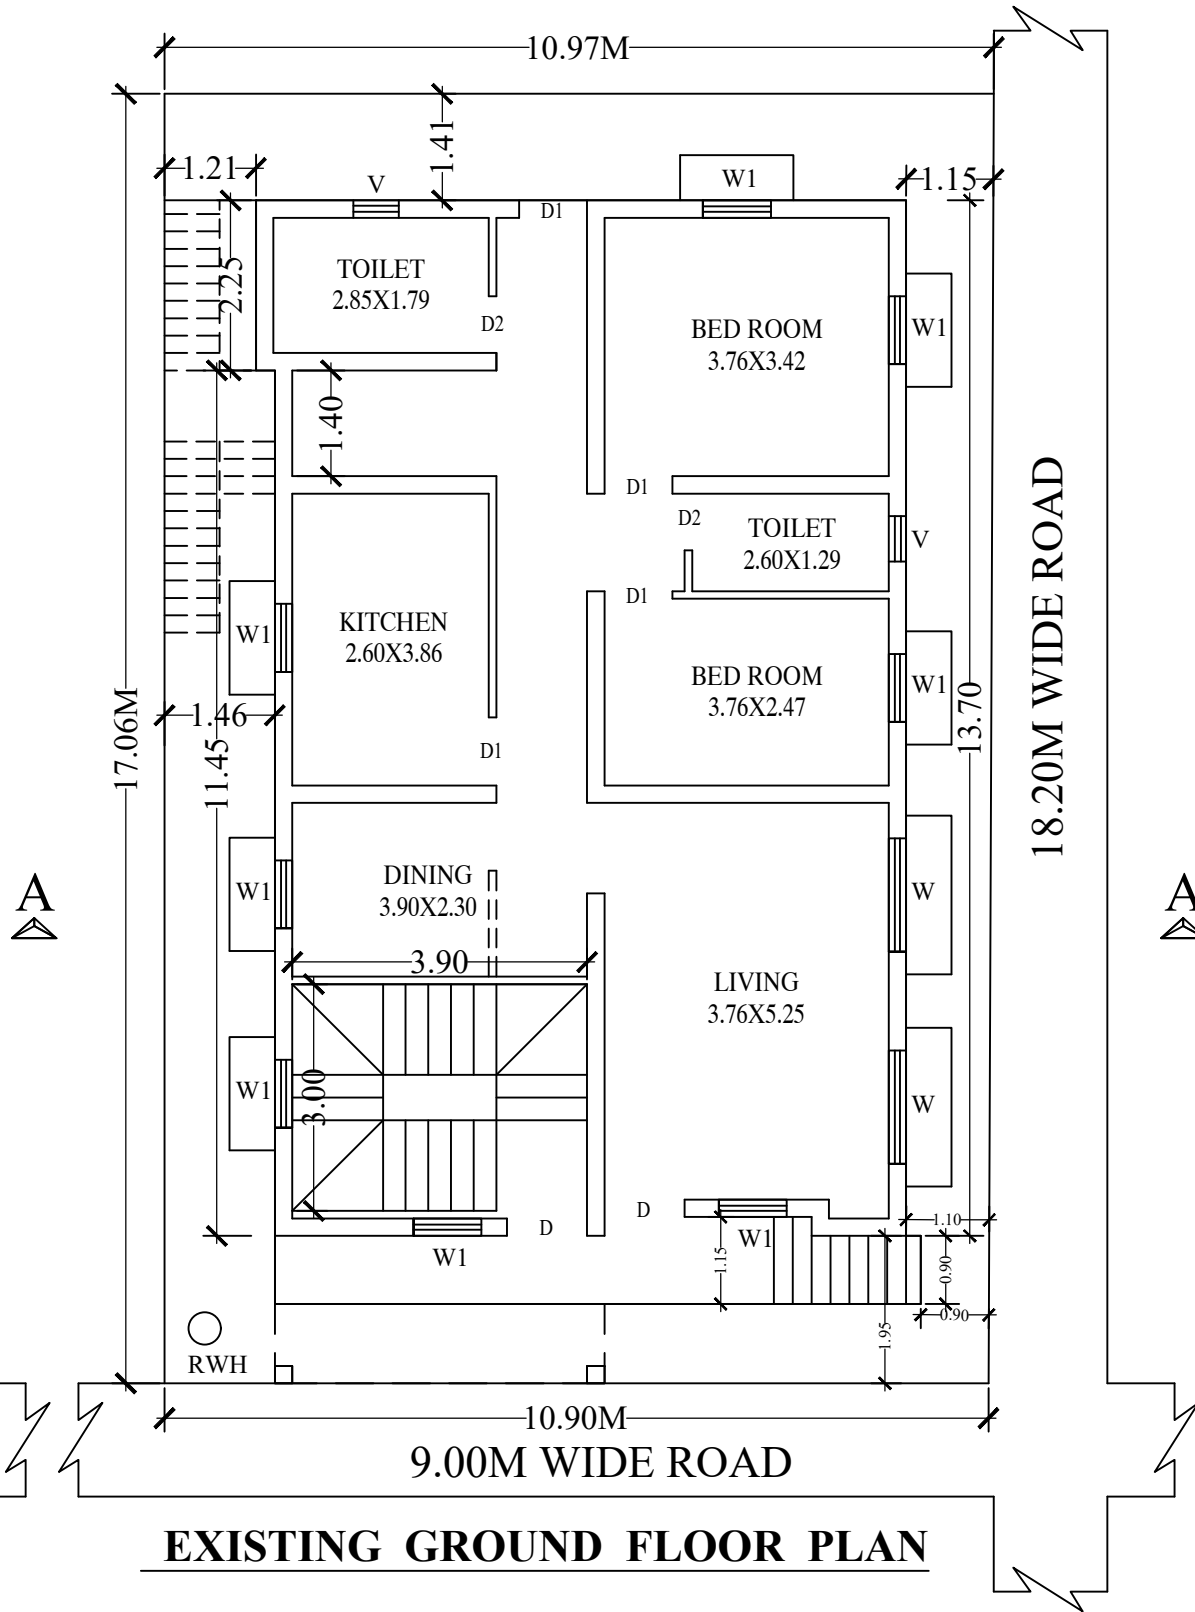 10.97M
1.41
1.21
V
W1
1.15
D1
TOILET
2.85X1.79
2.25
D2
BED ROOM
3.76X3.42
W1
1.40
D1
D2
TOILET
2.60X1.29
V
D1
KITCHEN
2.60X3.86
W1
BED ROOM
3.76X2.47
W1
1.46
17.06M
11.45
13.70
18.20M WIDE ROAD
D1
DINING
3.90X2.30
W1
W
A
A
3.90
LIVING
3.76X5.25
3.00
W1
W
D
D
W1
W1
1.15
1.10
0.90
0.90
1.95
RWH
10.90M
9.00M WIDE ROAD
EXISTING GROUND FLOOR PLAN